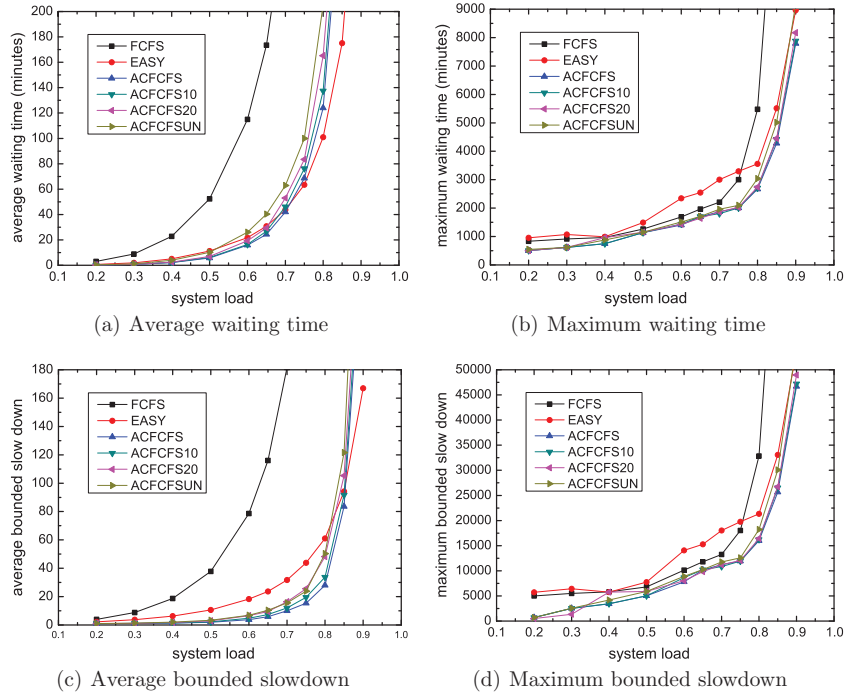 200
180
160
140
120
100
80
60
40
20
0
average waiting time (minutes)
FCFS
EASY
ACFCFS
ACFCFS10
ACFCFS20
ACFCFSUN
0.1 0.2 0.3 0.4 0.5 0.6 0.7 0.8 0.9 1.0
system load
(a) Average waiting time
9000
8000
7000
6000
5000
4000
3000
2000
1000
0
maximum waiting time (minutes)
FCFS
EASY
ACFCFS
ACFCFS10
ACFCFS20
ACFCFSUN
0.1 0.2 0.3 0.4 0.5 0.6 0.7 0.8 0.9 1.0
system load
(b) Maximum waiting time
180
160
140
120
100
80
60
40
20
0
average bounded slow down
FCFS
EASY
ACFCFS
ACFCFS10
ACFCFS20
ACFCFSUN
0.1 0.2 0.3 0.4 0.5 0.6 0.7 0.8 0.9 1.0
system load
(c) Average bounded slowdown
50000
45000
40000
35000
30000
25000
20000
15000
10000
5000
0
maximum bounded slow down
FCFS
EASY
ACFCFS
ACFCFS10
ACFCFS20
ACFCFSUN
0.1 0.2 0.3 0.4 0.5 0.6 0.7 0.8 0.9 1.0
system load
(d) Maximum bounded slowdown